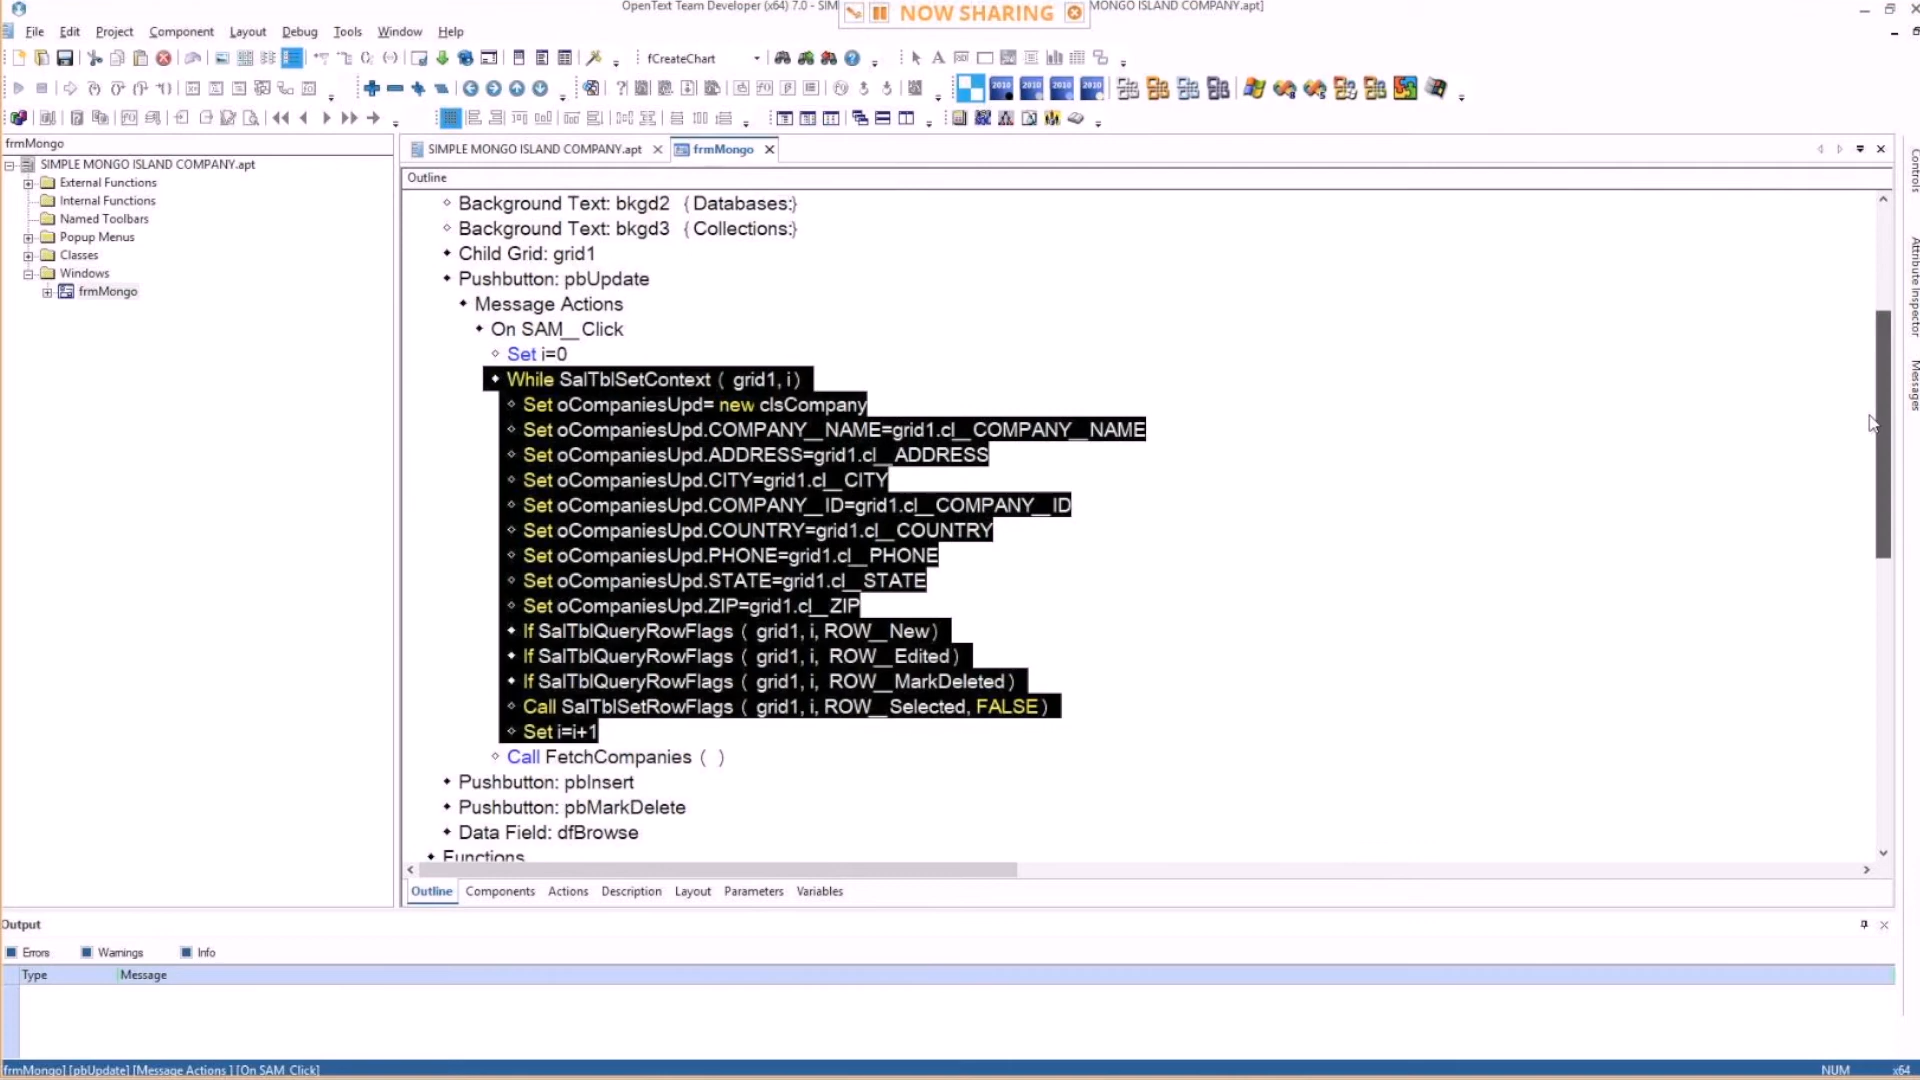 OpenText Team Developer (x64) 7.0 - SIM
NOW SHARING
MONGO ISLAND COMPANY.apt]
File Edit Project Component Layout Debug Tools Window Help
fCreateChart
2010 2010 2010 2010
frmMongo
SIMPLE MONGO ISLAND COMPANY.apt
External Functions
Internal Functions
Named Toolbars
Popup Menus
Classes
Windows
frmMongo
SIMPLE MONGO ISLAND COMPANY.apt
frmMongo
Outline
Background Text: bkgd2 {Databases:}
Background Text: bkgd3 {Collections:}
Child Grid: grid1
Pushbutton: pbUpdate
Message Actions
On SAM_Click
Set i=0
While SalTblSetContext ( grid1, i)
Set oCompaniesUpd= new clsCompany
Set oCompaniesUpd.COMPANY_NAME=grid1.cl_COMPANY_NAME
Set oCompaniesUpd.ADDRESS=grid1.cl_ADDRESS
Set oCompaniesUpd.CITY=grid1.cl_CITY
Set oCompaniesUpd.COMPANY_ID=grid1.cl_COMPANY_ID
Set oCompaniesUpd.COUNTRY=grid1.cl_COUNTRY
Set oCompaniesUpd.PHONE=grid1.cl_PHONE
Set oCompaniesUpd.STATE=grid1.cl_STATE
Set oCompaniesUpd.ZIP=grid1.cl_ZIP
If SalTblQueryRowFlags ( grid1, i, ROW_New)
If SalTblQueryRowFlags ( grid1, i, ROW_Edited)
If SalTblQueryRowFlags ( grid1, i, ROW_MarkDeleted)
Call SalTblSetRowFlags ( grid1, i, ROW_Selected, FALSE)
Set i=i+1
Call FetchCompanies ( )
Pushbutton: pbInsert
Pushbutton: pbMarkDelete
Data Field: dfBrowse
Functions
Outline Components Actions Description Layout Parameters Variables
Controls
Attribute Inspector
Messages
Output
Errors Warnings Info
Type Message
[frmMongo] [pbUpdate] [Message Actions ] [On SAM_Click]
NUM x64